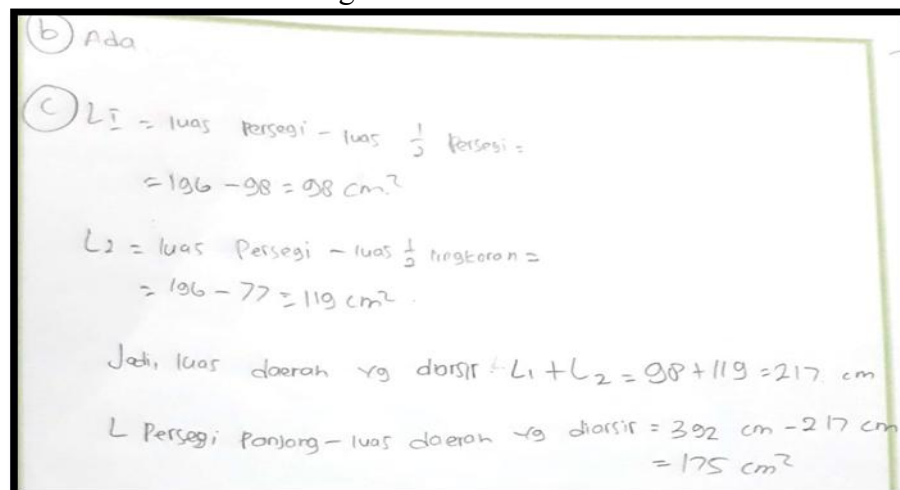 b Ada
c LI = luas persegi - luas 1/2 Persegi =
= 196 - 98 = 98 cm²
L2 = luas Persegi - luas 1/2 lingkaran =
= 196 - 77 = 119 cm².
Jadi, luas daerah yg diarsir : L₁ + L₂ = 98 + 119 = 217 cm
L Persegi Panjang - luas daerah yg diarsir = 392 cm - 217 cm
= 175 cm²